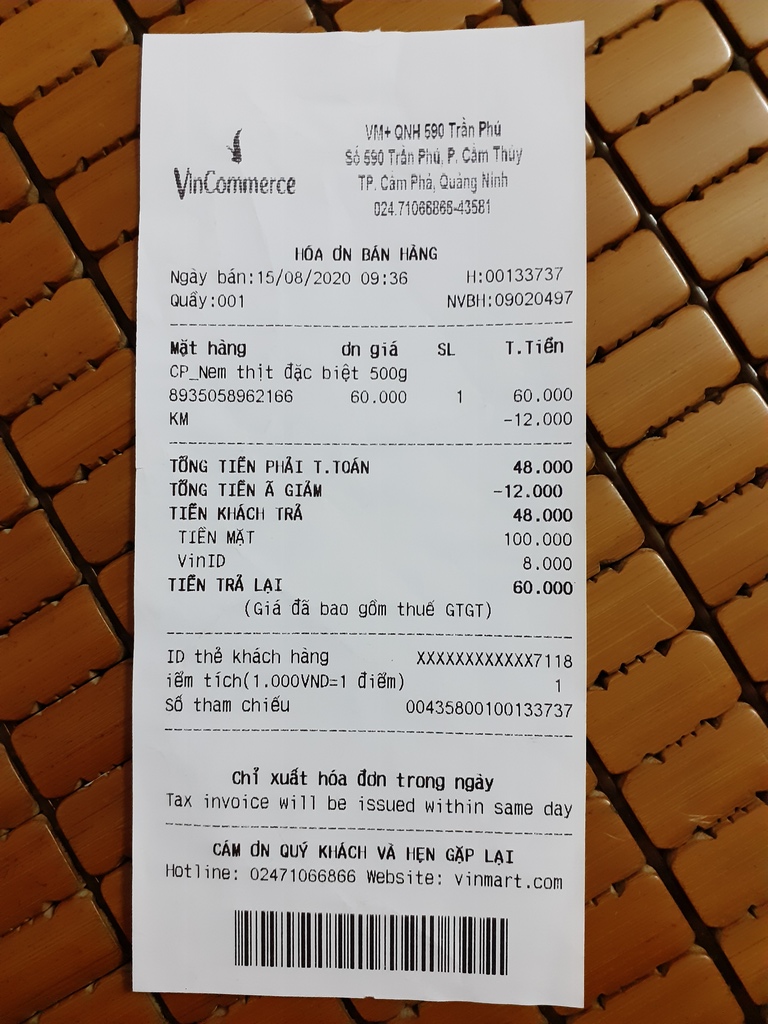 VinCommerce
VM+ QNH 590 Trần Phú
Số 590 Trần Phú, P. Cẩm Thủy
TP. Cẩm Phả, Quảng Ninh
024.71066866-43581
HÓA ƠN BÁN HÀNG
Ngày bán:15/08/2020 09:36 H:00133737
Quầy:001 NVBH:09020497
Mặt hàng ơn giá SL T.Tiền
CP_Nem thịt đặc biệt 500g
8935058962166 60.000 1 60.000
KM -12.000
TỔNG TIỀN PHẢI T.TOÁN 48.000
TỔNG TIỀN Ã GIẢM -12.000
TIỀN KHÁCH TRẢ 48.000
TIỀN MẶT 100.000
VinID 8.000
TIỀN TRẢ LẠI 60.000
(Giá đã bao gồm thuế GTGT)
ID thẻ khách hàng XXXXXXXXXXXX7118
iểm tích(1.000VND=1 điểm) 1
Số tham chiếu 00435800100133737
Chỉ xuất hóa đơn trong ngày
Tax invoice will be issued within same day
CẢM ƠN QUÝ KHÁCH VÀ HẸN GẶP LẠI
Hotline: 02471066866 Website: vinmart.com